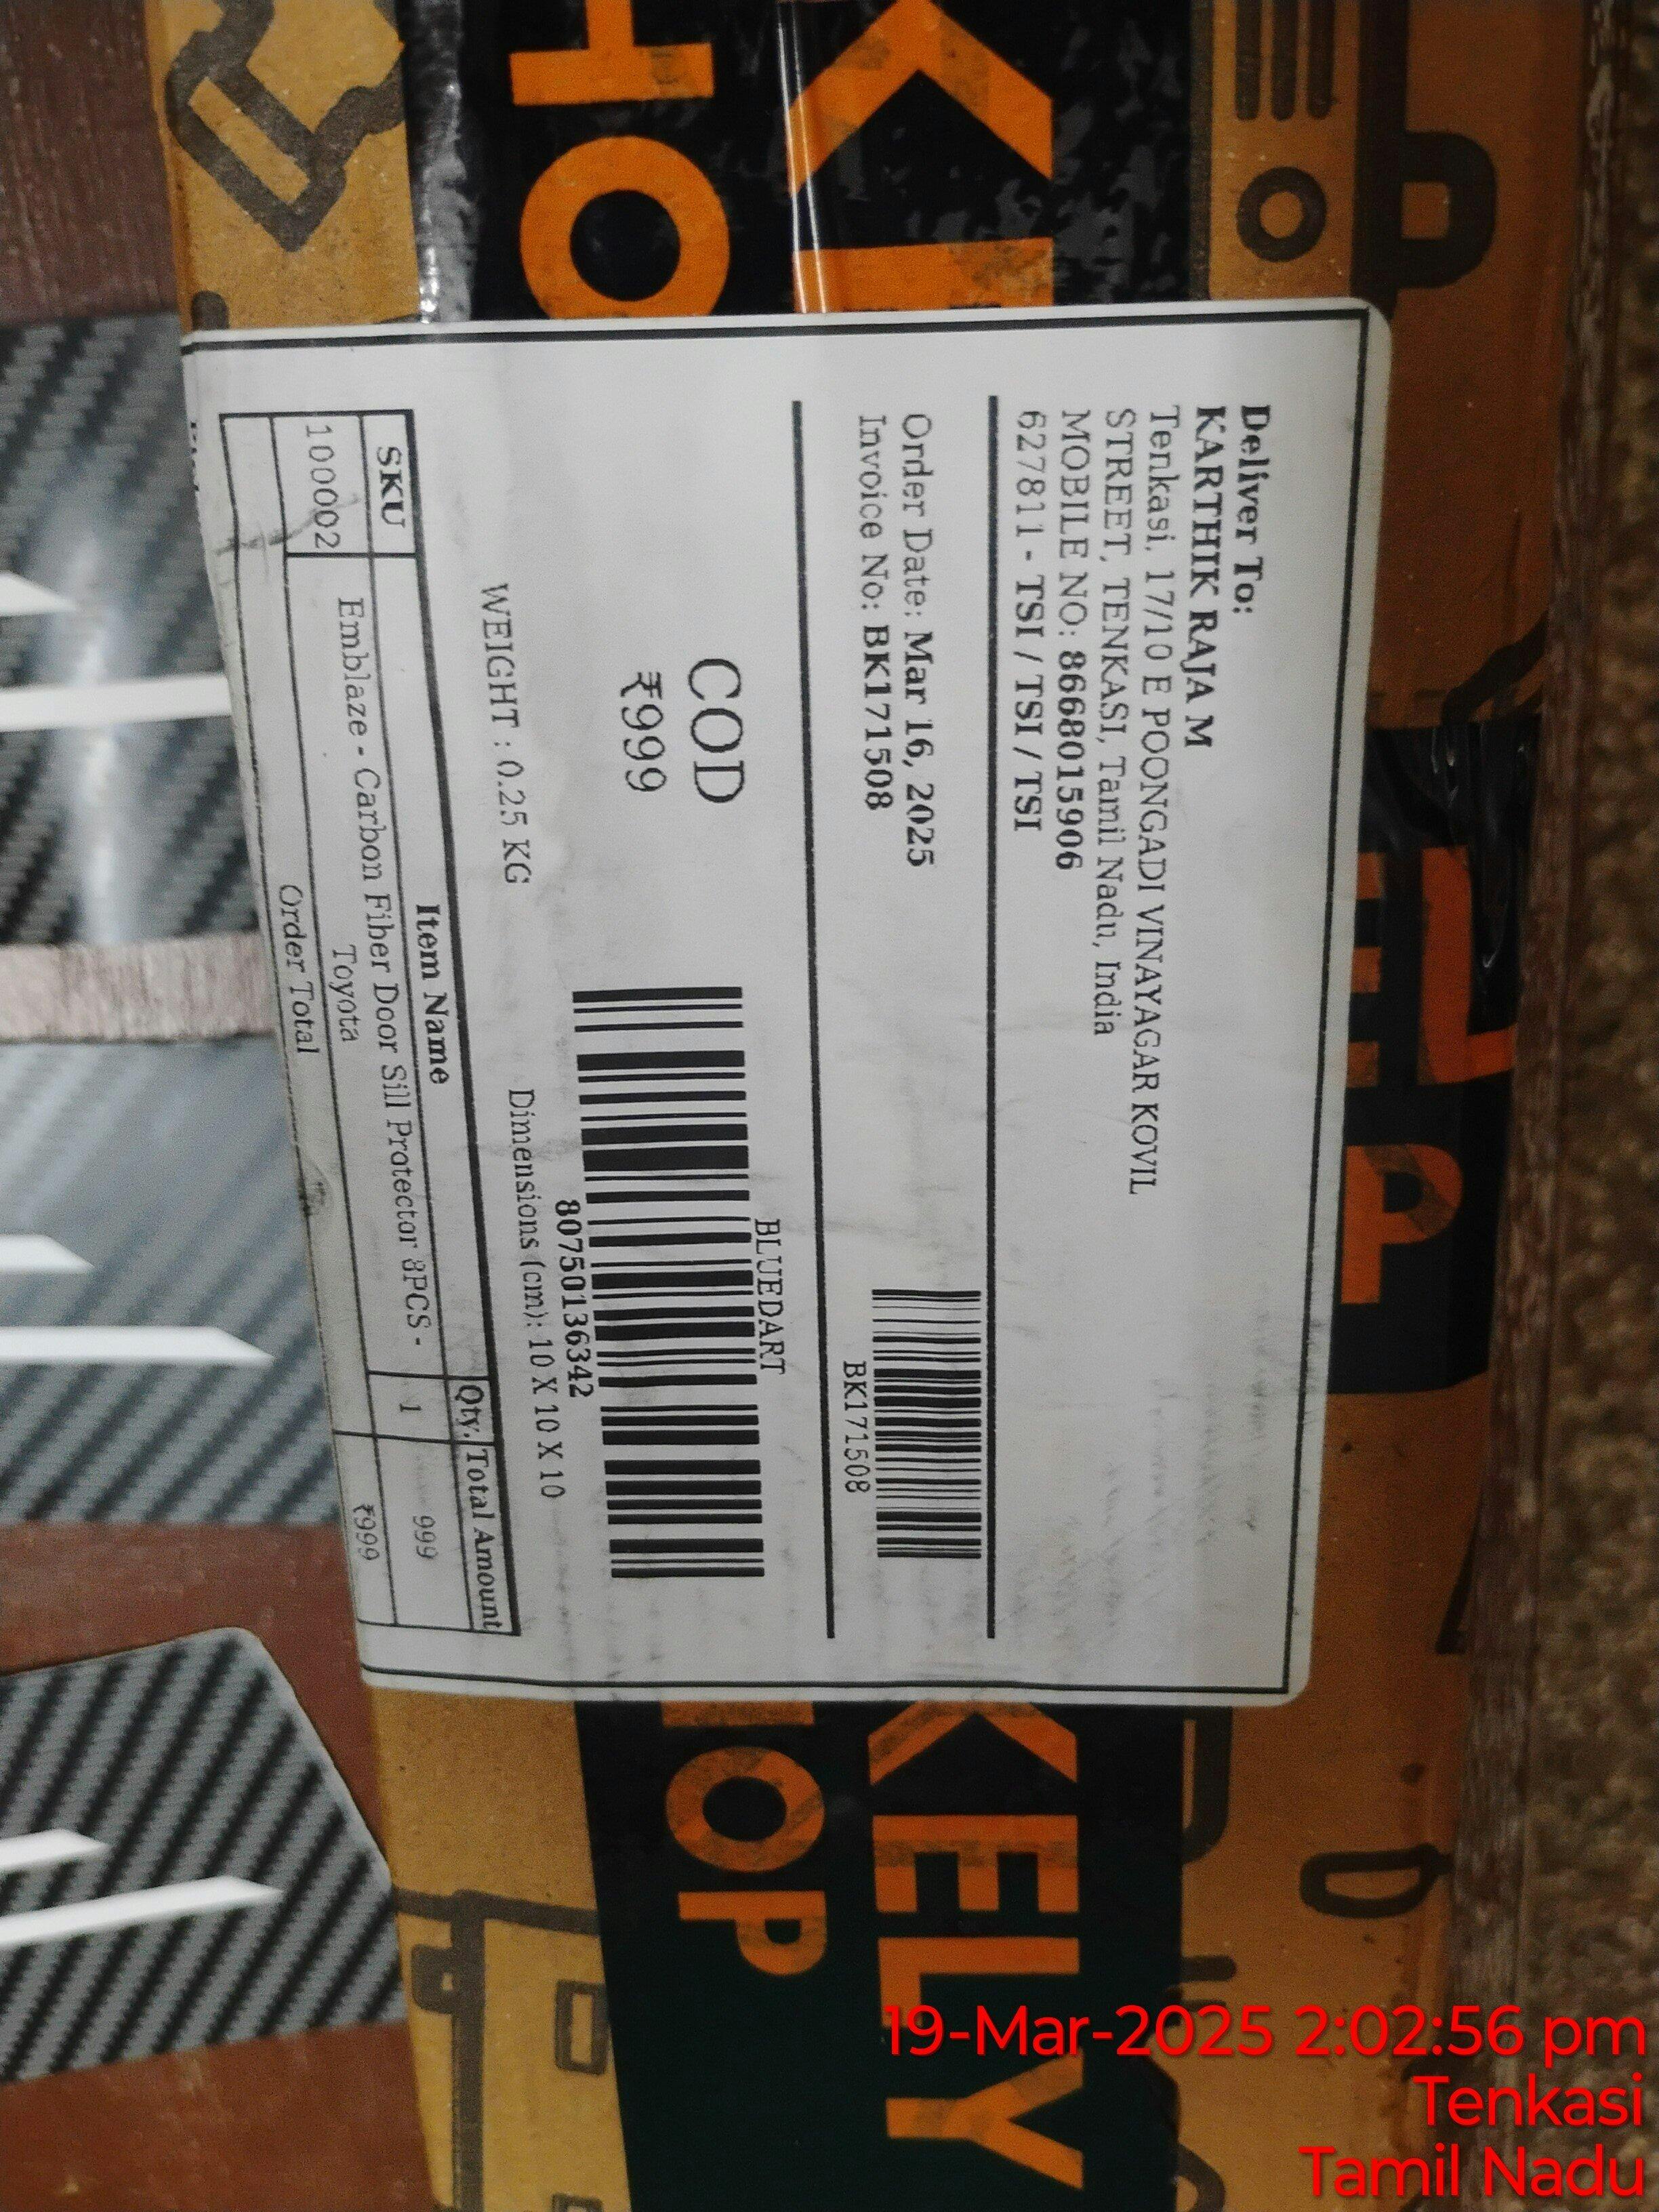 Deliver To:
KARTHIK RAJA M
Tenkasi, 17/10 E POONGADI VINAYAGAR KOVIL
STREET, TENKASI, Tamil Nadu, India
MOBILE NO: 8668015906
627811 - TSI / TSI / TSI
Order Date: Mar 16, 2025
Invoice No: BK171508
BK171508
COD
₹999
BLUEDART
80750136342
WEIGHT : 0.25 KG
Dimensions (cm): 10 X 10 X 10
SKU Item Name Qty. Total Amount
100002 Emblaze - Carbon Fiber Door Sill Protector 8PCS - 1 999
Toyota
Order Total ₹999
KELY
HOP
19-Mar-2025 2:02:56 pm
Tenkasi
Tamil Nadu